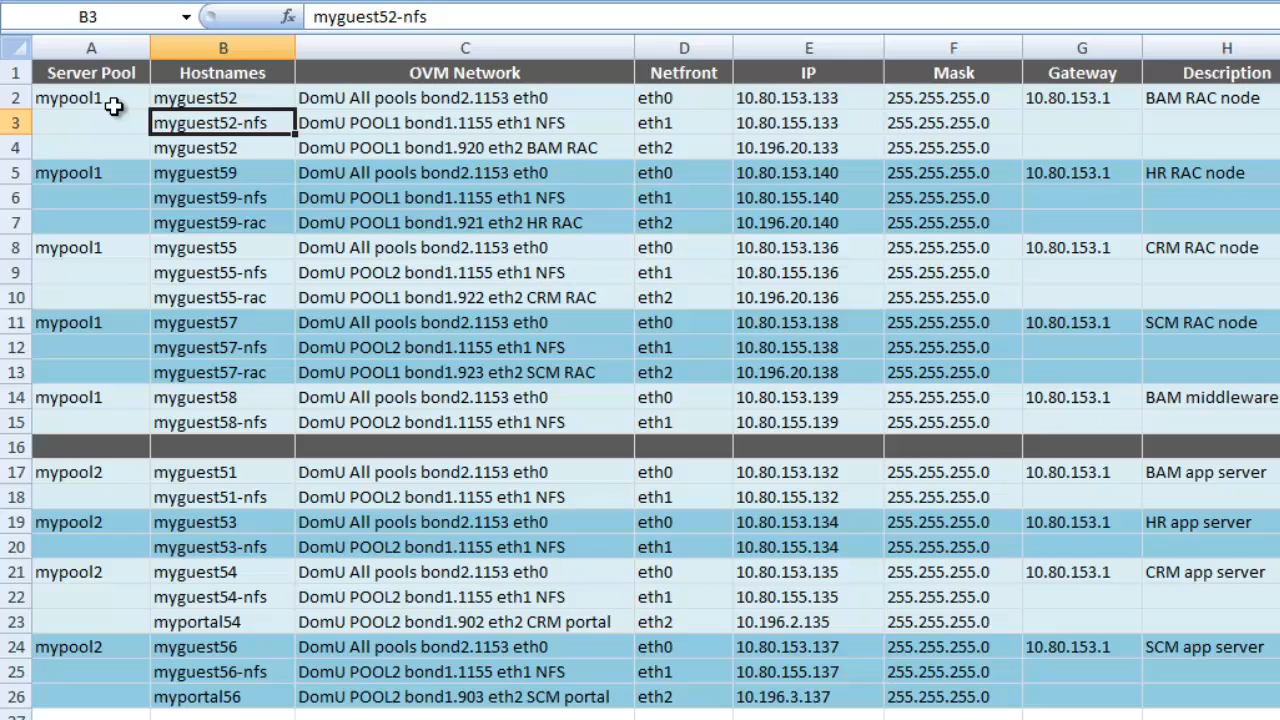 B3 fx myguest52-nfs
A B C D E F G H
1 Server Pool Hostnames OVM Network Netfront IP Mask Gateway Description
2 mypool1 myguest52 DomU All pools bond2.1153 eth0 eth0 10.80.153.133 255.255.255.0 10.80.153.1 BAM RAC node
3 myguest52-nfs DomU POOL1 bond1.1155 eth1 NFS eth1 10.80.155.133 255.255.255.0
4 myguest52 DomU POOL1 bond1.920 eth2 BAM RAC eth2 10.196.20.133 255.255.255.0
5 mypool1 myguest59 DomU All pools bond2.1153 eth0 eth0 10.80.153.140 255.255.255.0 10.80.153.1 HR RAC node
6 myguest59-nfs DomU POOL1 bond1.1155 eth1 NFS eth1 10.80.155.140 255.255.255.0
7 myguest59-rac DomU POOL1 bond1.921 eth2 HR RAC eth2 10.196.20.140 255.255.255.0
8 mypool1 myguest55 DomU All pools bond2.1153 eth0 eth0 10.80.153.136 255.255.255.0 10.80.153.1 CRM RAC node
9 myguest55-nfs DomU POOL2 bond1.1155 eth1 NFS eth1 10.80.155.136 255.255.255.0
10 myguest55-rac DomU POOL1 bond1.922 eth2 CRM RAC eth2 10.196.20.136 255.255.255.0
11 mypool1 myguest57 DomU All pools bond2.1153 eth0 eth0 10.80.153.138 255.255.255.0 10.80.153.1 SCM RAC node
12 myguest57-nfs DomU POOL2 bond1.1155 eth1 NFS eth1 10.80.155.138 255.255.255.0
13 myguest57-rac DomU POOL1 bond1.923 eth2 SCM RAC eth2 10.196.20.138 255.255.255.0
14 mypool1 myguest58 DomU All pools bond2.1153 eth0 eth0 10.80.153.139 255.255.255.0 10.80.153.1 BAM middleware
15 myguest58-nfs DomU POOL2 bond1.1155 eth1 NFS eth1 10.80.155.139 255.255.255.0
16
17 mypool2 myguest51 DomU All pools bond2.1153 eth0 eth0 10.80.153.132 255.255.255.0 10.80.153.1 BAM app server
18 myguest51-nfs DomU POOL2 bond1.1155 eth1 NFS eth1 10.80.155.132 255.255.255.0
19 mypool2 myguest53 DomU All pools bond2.1153 eth0 eth0 10.80.153.134 255.255.255.0 10.80.153.1 HR app server
20 myguest53-nfs DomU POOL2 bond1.1155 eth1 NFS eth1 10.80.155.134 255.255.255.0
21 mypool2 myguest54 DomU All pools bond2.1153 eth0 eth0 10.80.153.135 255.255.255.0 10.80.153.1 CRM app server
22 myguest54-nfs DomU POOL2 bond1.1155 eth1 NFS eth1 10.80.155.135 255.255.255.0
23 myportal54 DomU POOL2 bond1.902 eth2 CRM portal eth2 10.196.2.135 255.255.255.0
24 mypool2 myguest56 DomU All pools bond2.1153 eth0 eth0 10.80.153.137 255.255.255.0 10.80.153.1 SCM app server
25 myguest56-nfs DomU POOL2 bond1.1155 eth1 NFS eth1 10.80.155.137 255.255.255.0
26 myportal56 DomU POOL2 bond1.903 eth2 SCM portal eth2 10.196.3.137 255.255.255.0